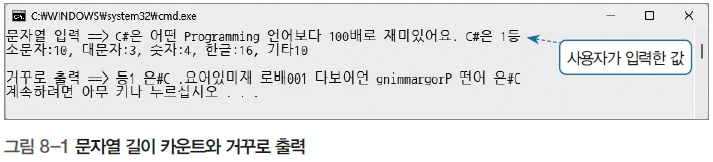 C:\WINDOWS\system32\cmd.exe
문자열 입력 ==> C#은 어떤 Programming 언어보다 100배로 재미있어요. C#은 1등
소문자:10, 대문자:3, 숫자:4, 한글:16, 기타10
사용자가 입력한 값
거꾸로 출력 ==> 등1 은#C .요어있미재 로배001 다보어언 gnimmargorP 떤어 은#C
계속하려면 아무 키나 누르십시오 . . .
그림 8-1 문자열 길이 카운트와 거꾸로 출력